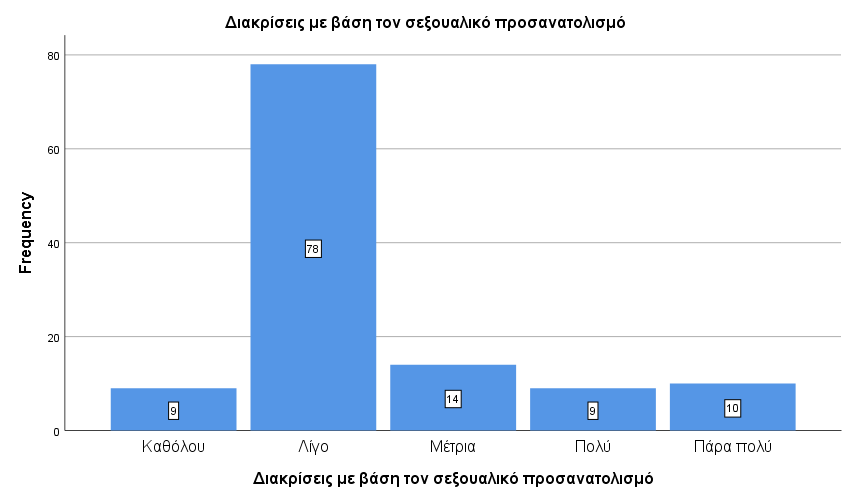 Διακρίσεις με βάση τον σεξουαλικό προσανατολισμό
80
60
40
20
0
Frequency
9
78
14
9
10
Καθόλου
Λίγο
Μέτρια
Πολύ
Πάρα πολύ
Διακρίσεις με βάση τον σεξουαλικό προσανατολισμό